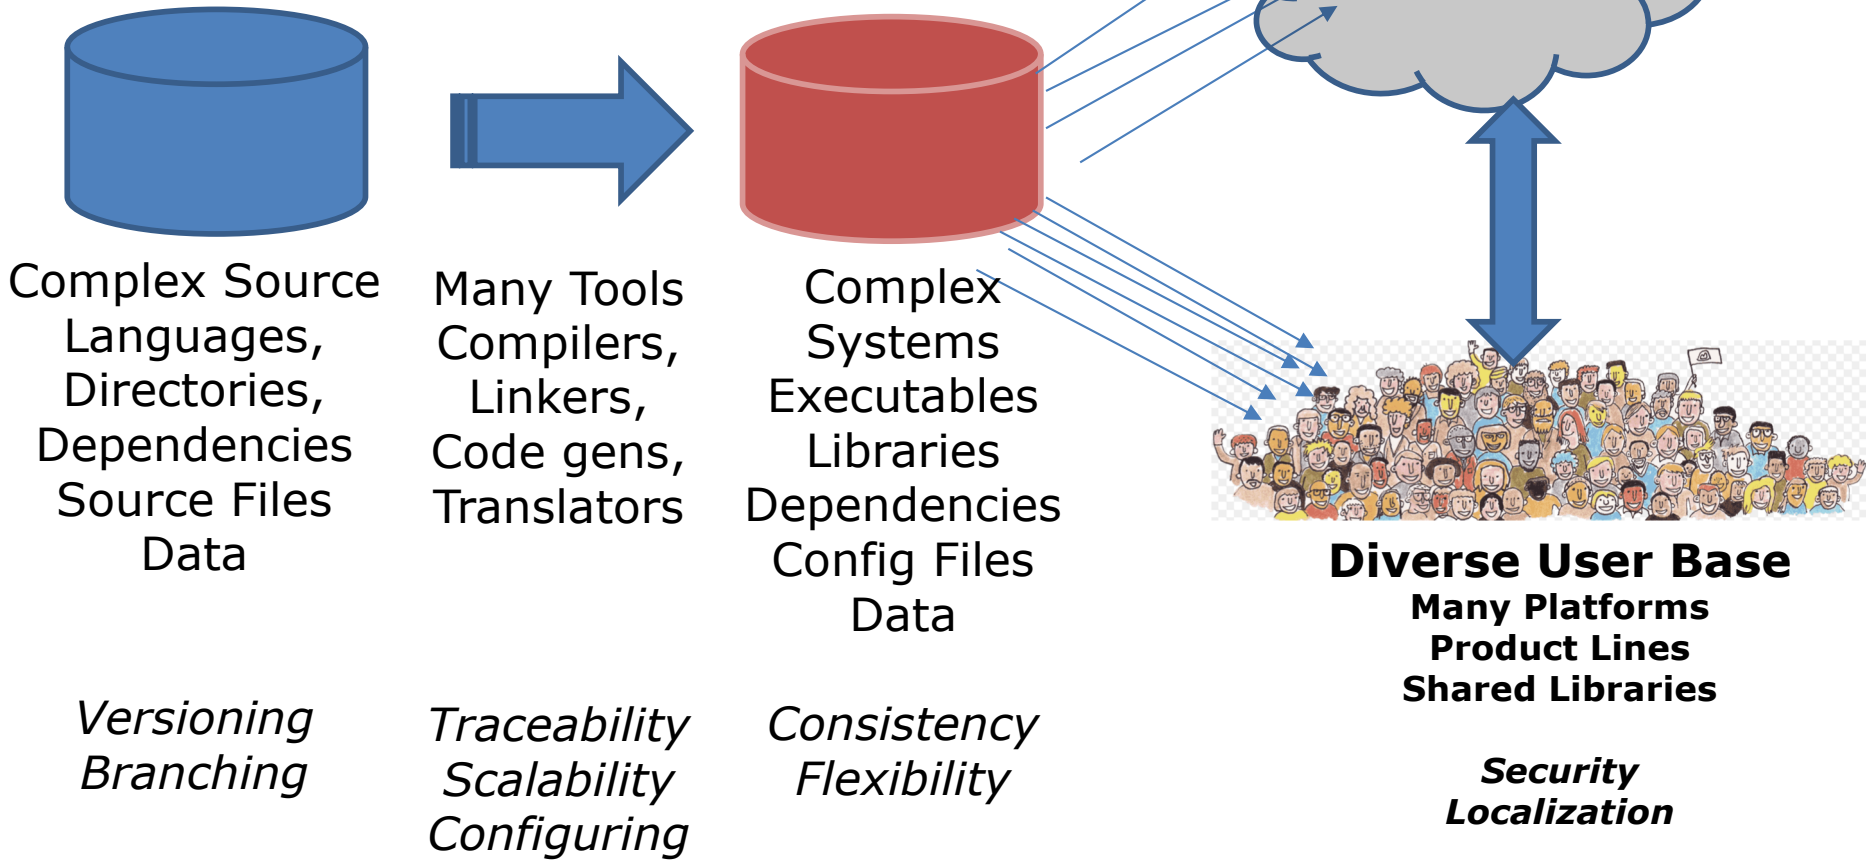 Complex Source
Languages,
Directories,
Dependencies
Source Files
Data
Versioning
Branching
Many Tools
Compilers,
Linkers,
Code gens,
Translators
Traceability
Scalability
Configuring
Complex
Systems
Executables
Libraries
Dependencies
Config Files
Data
Consistency
Flexibility
Diverse User Base
Many Platforms
Product Lines
Shared Libraries
Security
Localization